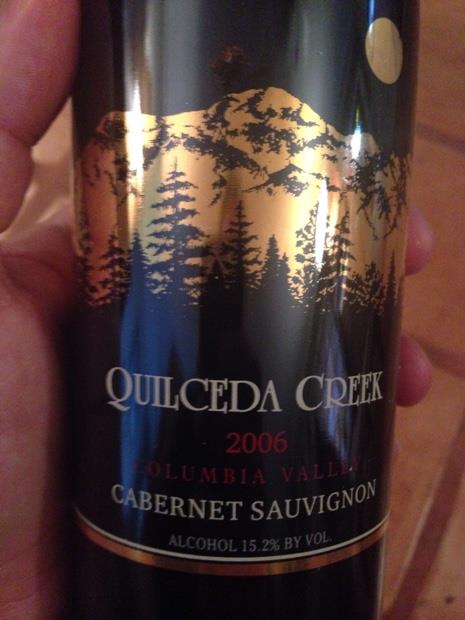 QUILCEDA CREEK
2006
COLUMBIA VALLEY
CABERNET SAUVIGNON
ALCOHOL 15.2% BY VOL.